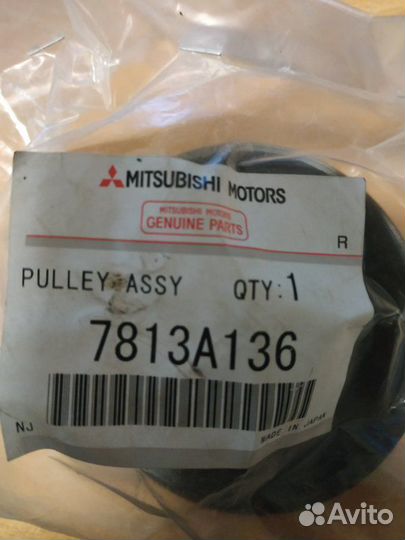 MITSUBISHI MOTORS
MITSUBISHI MOTORS
GENUINE PARTS
R
PULLEY ASSY QTY:1
7813A136
NJ MADE IN JAPAN
Avito